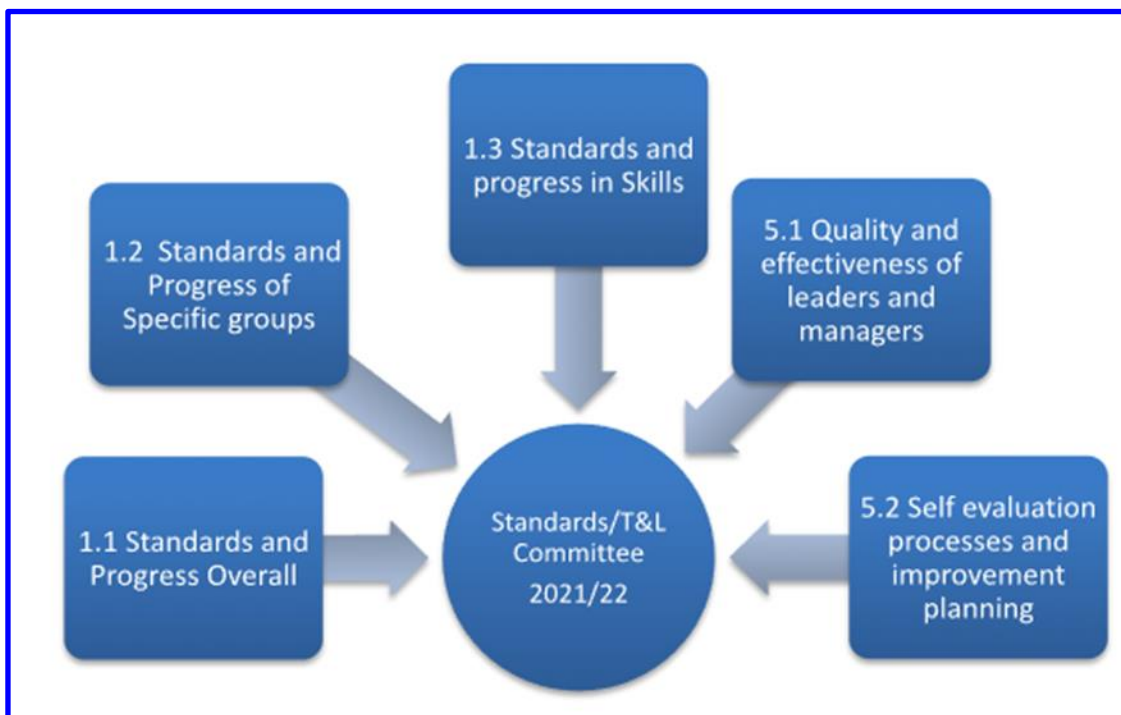 1.3 Standards and
progress in Skills
1.2 Standards and
Progress of
Specific groups
5.1 Quality and
effectiveness of
leaders and
managers
1.1 Standards and
Progress Overall
Standards/T&L
Committee
2021/22
5.2 Self evaluation
processes and
improvement
planning